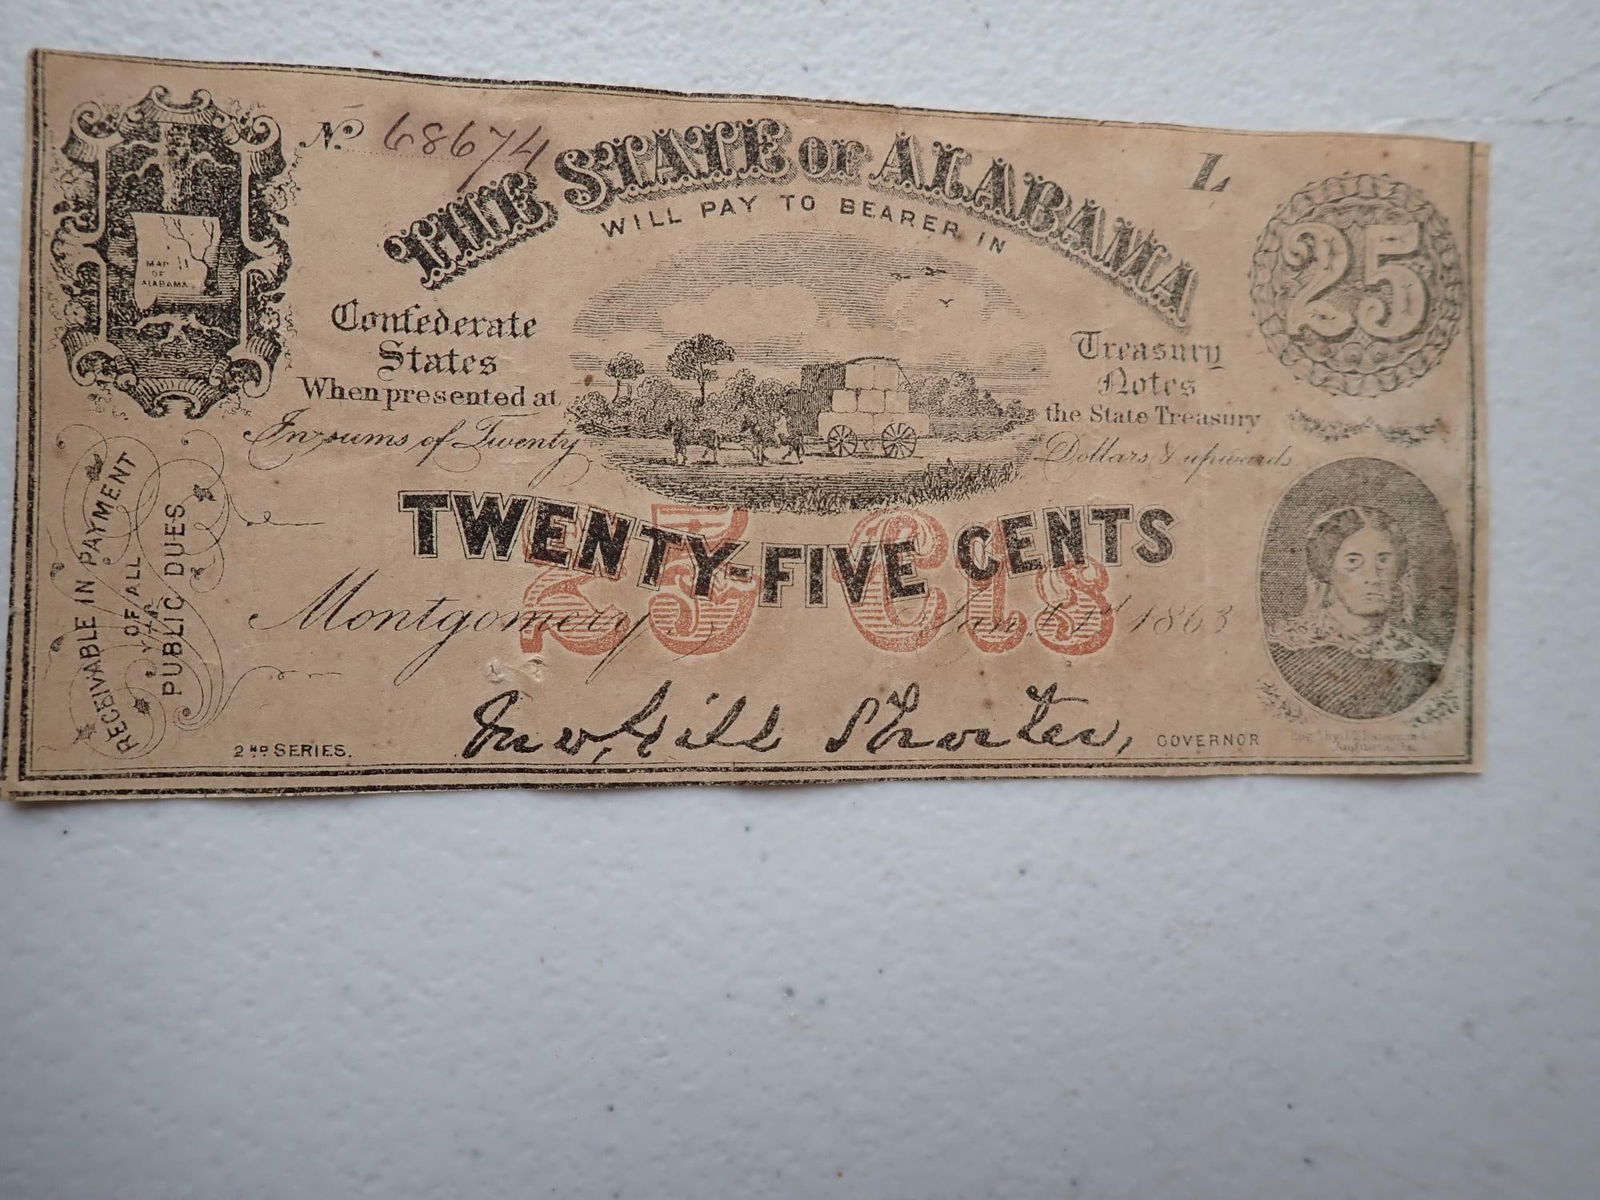 No 68674
L
THE STATE OF ALABAMA
WILL PAY TO BEARER IN
25
MAP
OF
ALABAMA
Confederate
States
Treasury
Notes
When presented at
the State Treasury
In sums of Twenty
Dollars & upwards
TWENTY-FIVE CENTS
25 Cts
Montgomery, Jan. 1st 1863
RECEIVABLE IN PAYMENT
OF ALL
PUBLIC DUES
2ND SERIES.
Jno, Gill Shorter, GOVERNOR